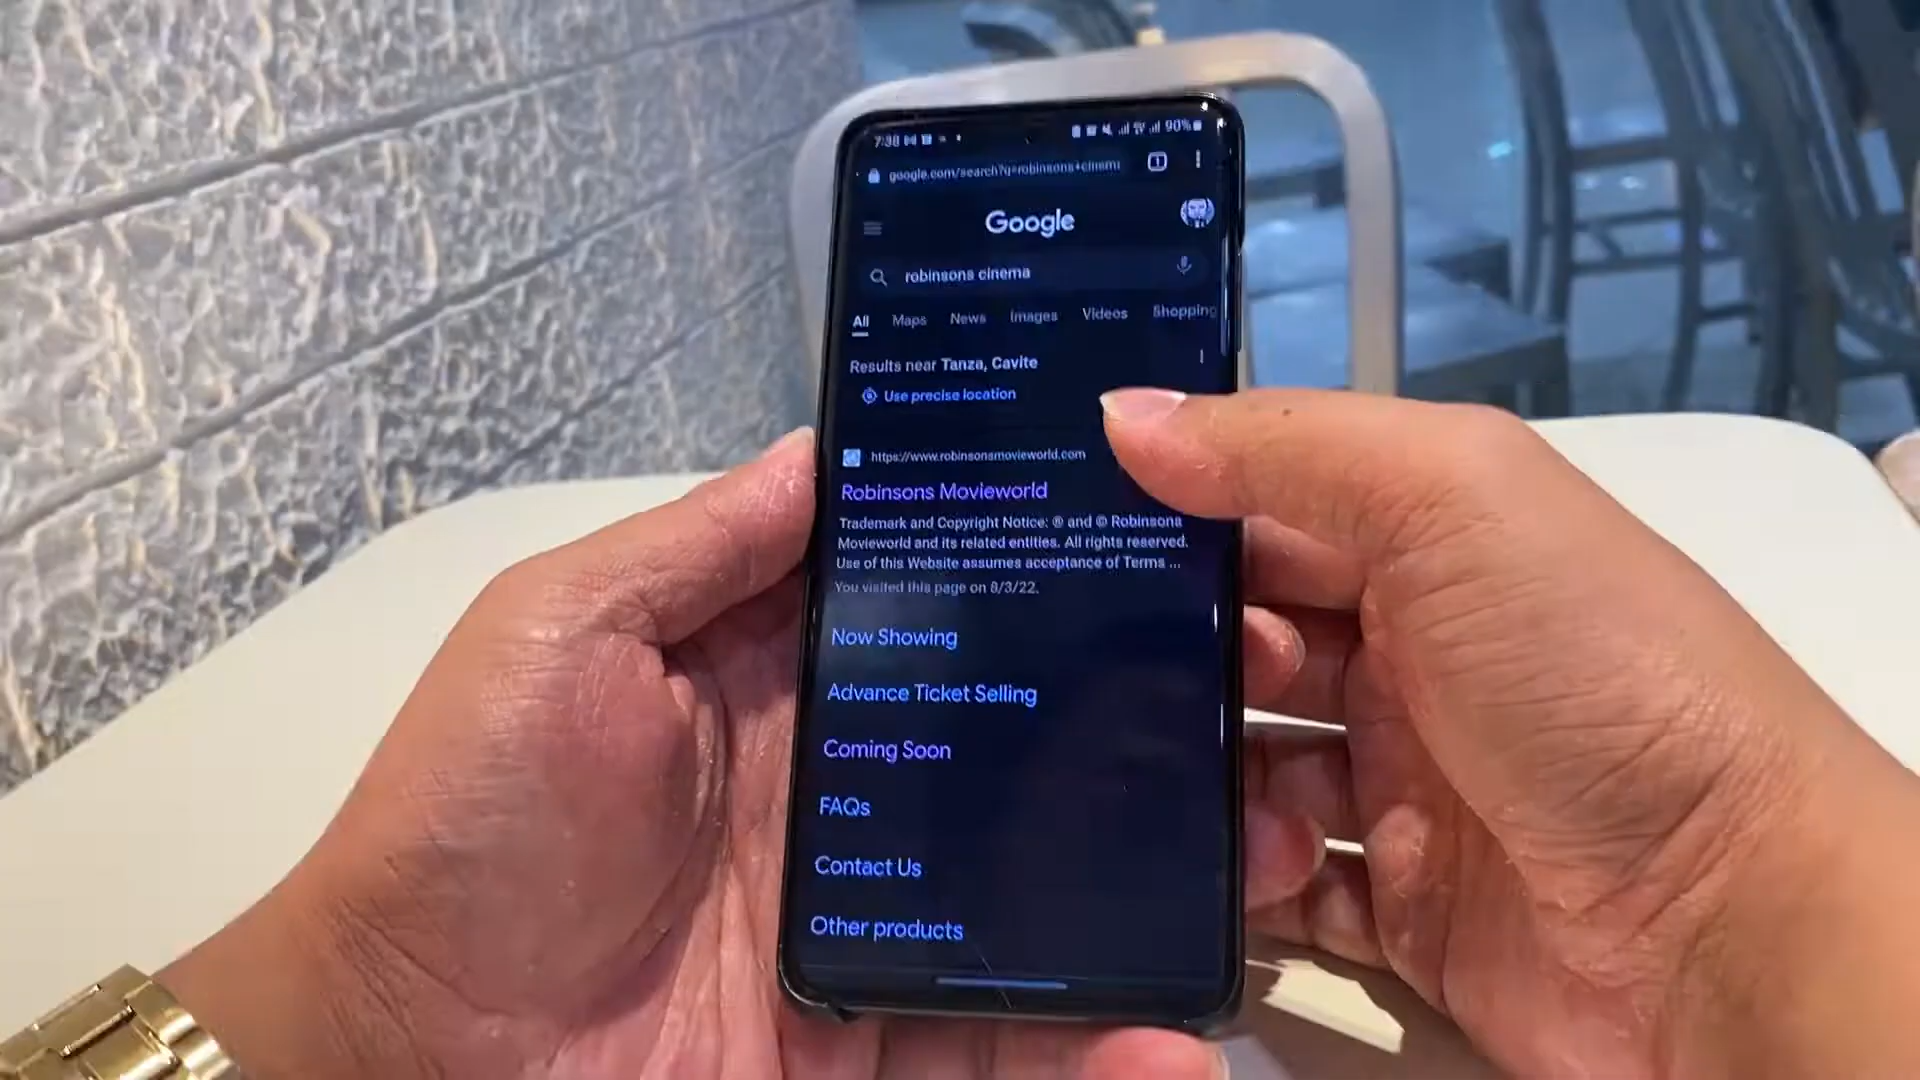 7:38
90%
google.com/search?q=robinsons+cinema
1
Google
robinsons cinema
All Maps News Images Videos Shopping
Results near Tanza, Cavite
Use precise location
https://www.robinsonsmovieworld.com
Robinsons Movieworld
Trademark and Copyright Notice: ® and © Robinsons
Movieworld and its related entities. All rights reserved.
Use of this Website assumes acceptance of Terms ...
You visited this page on 8/3/22.
Now Showing
Advance Ticket Selling
Coming Soon
FAQs
Contact Us
Other products